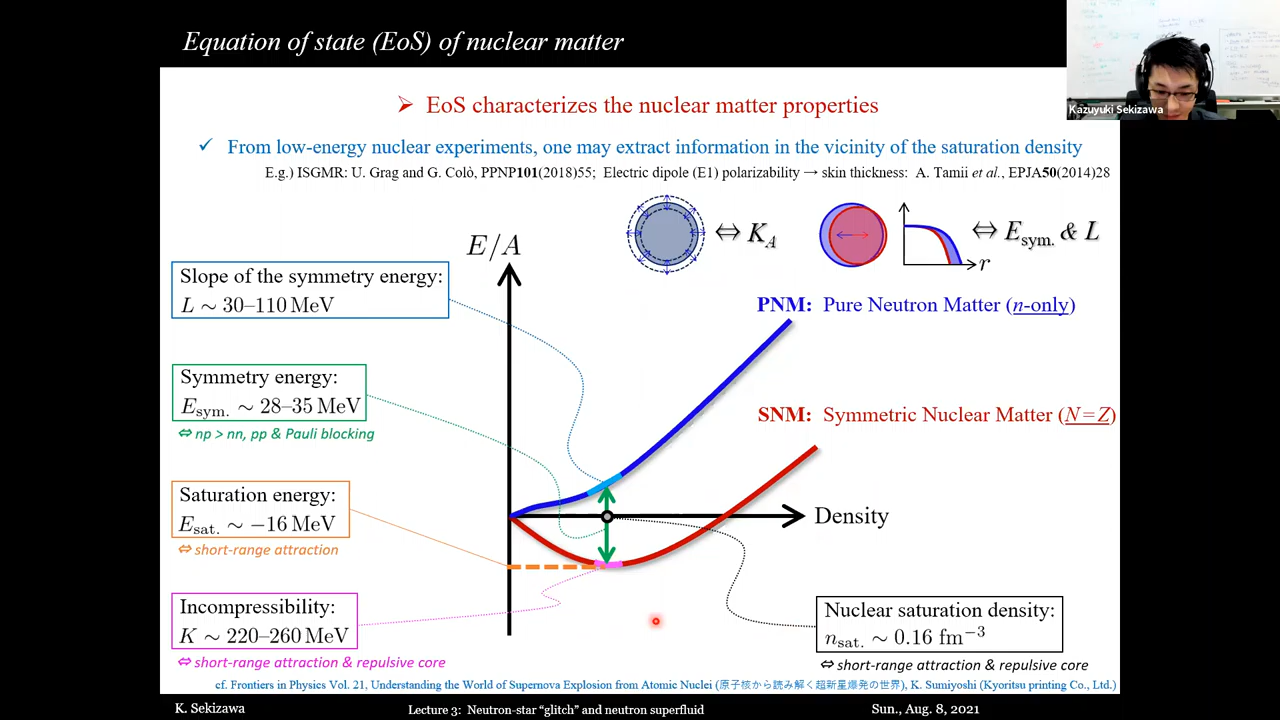 Equation of state (EoS) of nuclear matter
Kazuyuki Sekizawa
➢ EoS characterizes the nuclear matter properties
✓ From low-energy nuclear experiments, one may extract information in the vicinity of the saturation density
E.g.) ISGMR: U. Grag and G. Colò, PPNP101(2018)55; Electric dipole (E1) polarizability → skin thickness: A. Tamii et al., EPJA50(2014)28
⇔ K_A
r
⇔ E_sym. & L
E/A
Slope of the symmetry energy:
L ∼ 30–110 MeV
PNM: Pure Neutron Matter (n-only)
Symmetry energy:
E_sym. ∼ 28–35 MeV
⇔ np > nn, pp & Pauli blocking
SNM: Symmetric Nuclear Matter (N=Z)
Saturation energy:
E_sat. ∼ −16 MeV
⇔ short-range attraction
Density
Incompressibility:
K ∼ 220–260 MeV
⇔ short-range attraction & repulsive core
Nuclear saturation density:
n_sat. ∼ 0.16 fm⁻³
⇔ short-range attraction & repulsive core
cf. Frontiers in Physics Vol. 21, Understanding the World of Supernova Explosion from Atomic Nuclei (原子核から読み解く超新星爆発の世界), K. Sumiyoshi (Kyoritsu printing Co., Ltd.)
K. Sekizawa
Lecture 3: Neutron-star “glitch” and neutron superfluid
Sun., Aug. 8, 2021